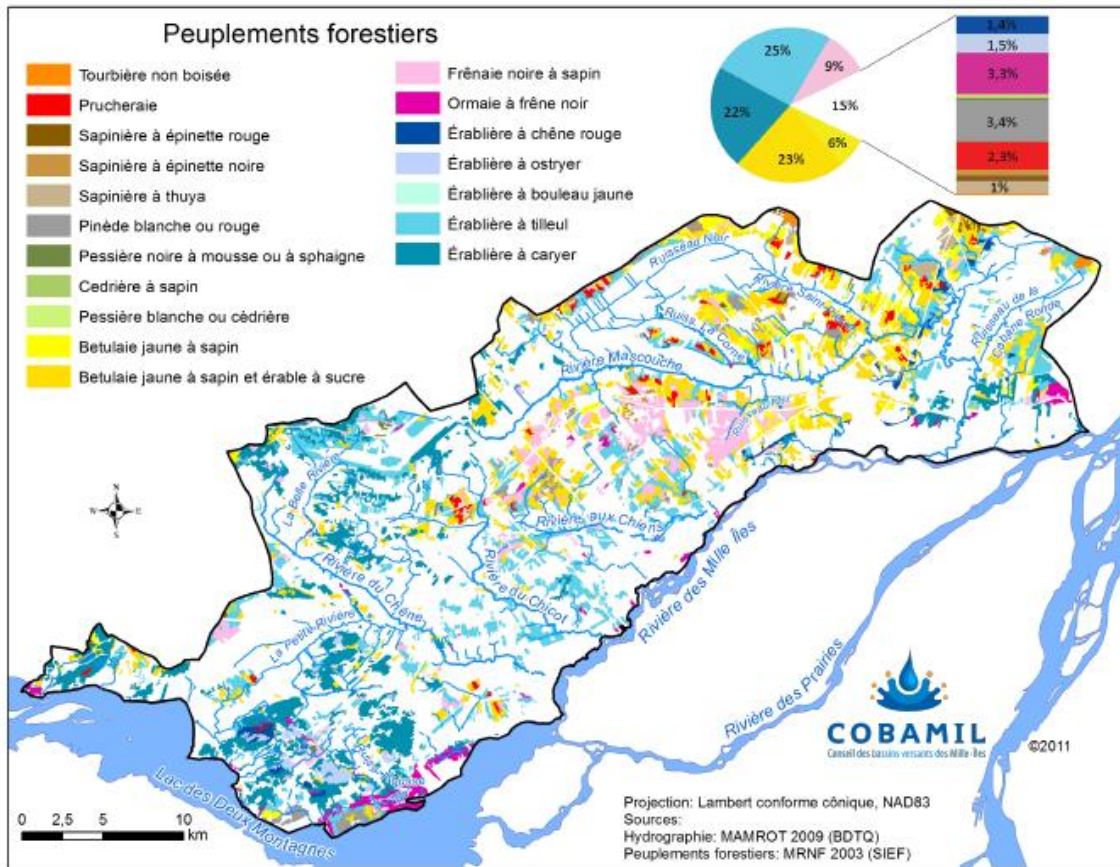 Peuplements forestiers
Tourbière non boisée
Prucheraie
Sapinière à épinette rouge
Sapinière à épinette noire
Sapinière à thuya
Pinède blanche ou rouge
Pessière noire à mousse ou à sphaigne
Cedrière à sapin
Pessière blanche ou cèdrière
Betulaie jaune à sapin
Betulaie jaune à sapin et érable à sucre
Frênaie noire à sapin
Ormaie à frêne noir
Érablière à chêne rouge
Érablière à ostryer
Érablière à bouleau jaune
Érablière à tilleul
Érablière à caryer
25%
9%
15%
22%
6%
23%
1,4%
1,5%
3,3%
3,4%
2,3%
1%
Ruisseau Noir
Rivière Saint-Pierre
Ruiss. La Corne
Ruisseau de la
Cabane Ronde
Rivière Mascouche
Ruisseau
La Belle Rivière
Rivière aux Chiens
Rivière du Chêne
Rivière du Chicot
La Petite Rivière
Rivière des Mille Îles
Rivière des Prairies
Lac des Deux Montagnes
N
W
E
S
0 2,5 5 10
km
COBAMIL
Conseil des bassins versants des Mille-Îles
©2011
Projection: Lambert conforme cônique, NAD83
Sources:
Hydrographie: MAMROT 2009 (BDTQ)
Peuplements forestiers: MRNF 2003 (SIEF)